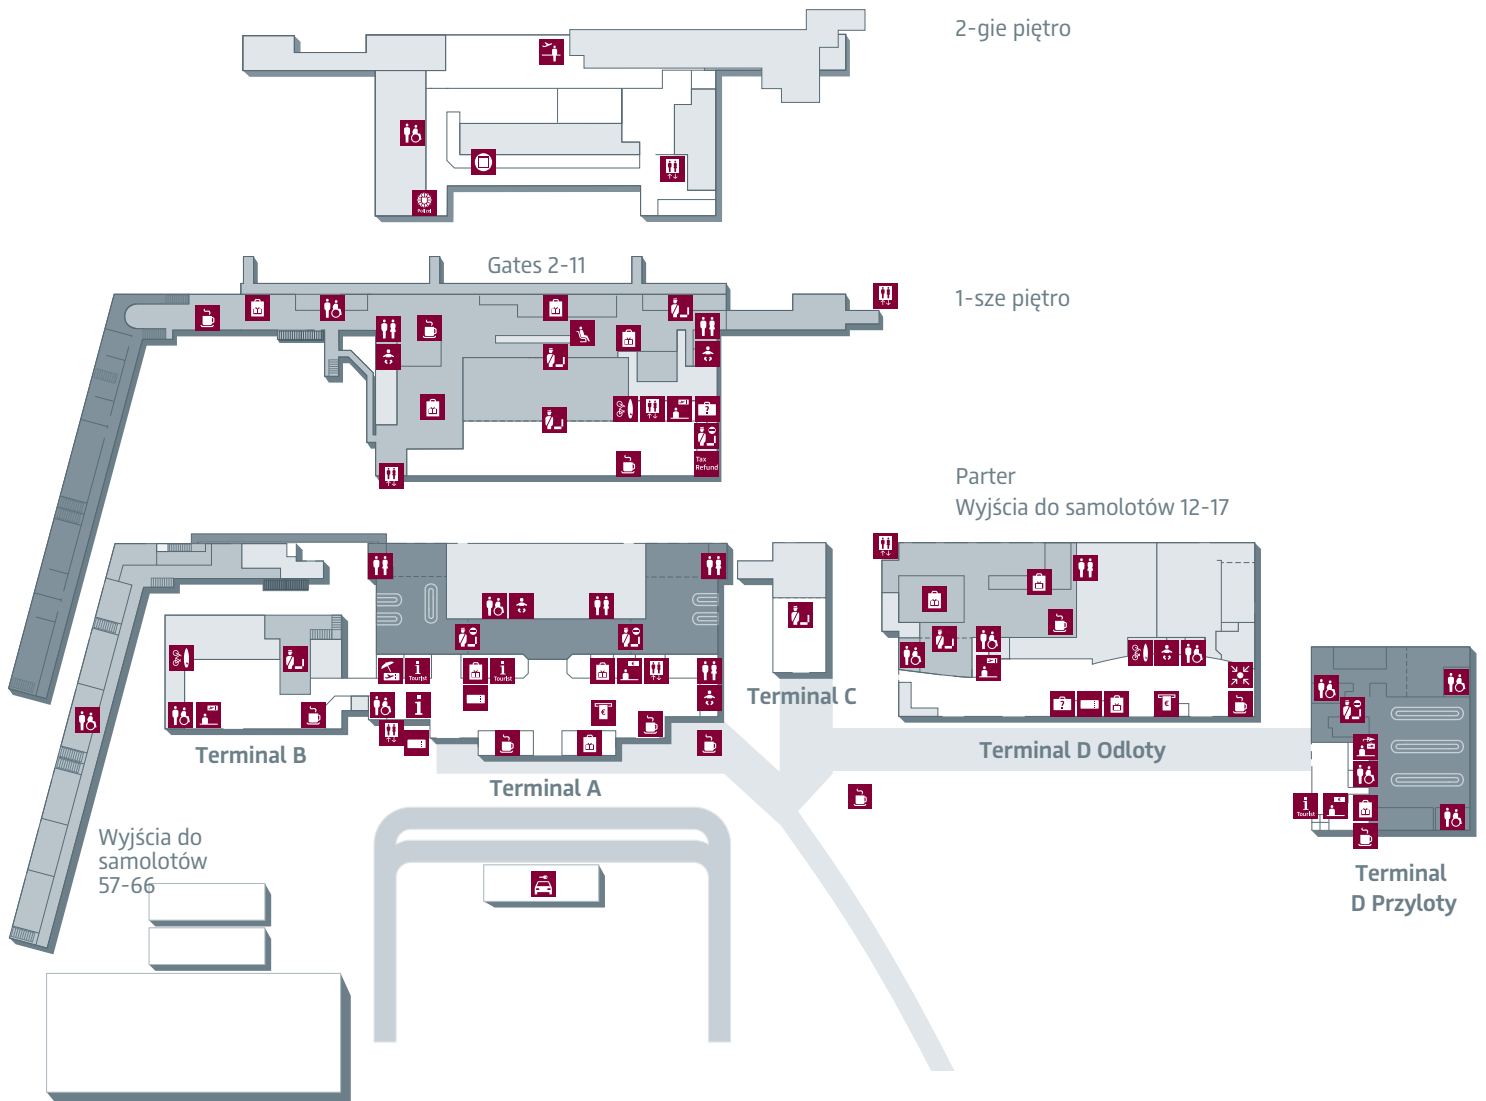 2-gie piętro
Polizei
Gates 2-11
1-sze piętro
Tax
Refund
Parter
Wyjścia do samolotów 12-17
Tourist
Tourist
Terminal C
Terminal B
Terminal D Odloty
Terminal A
Tourist
Wyjścia do
samolotów
57-66
Terminal
D Przyloty